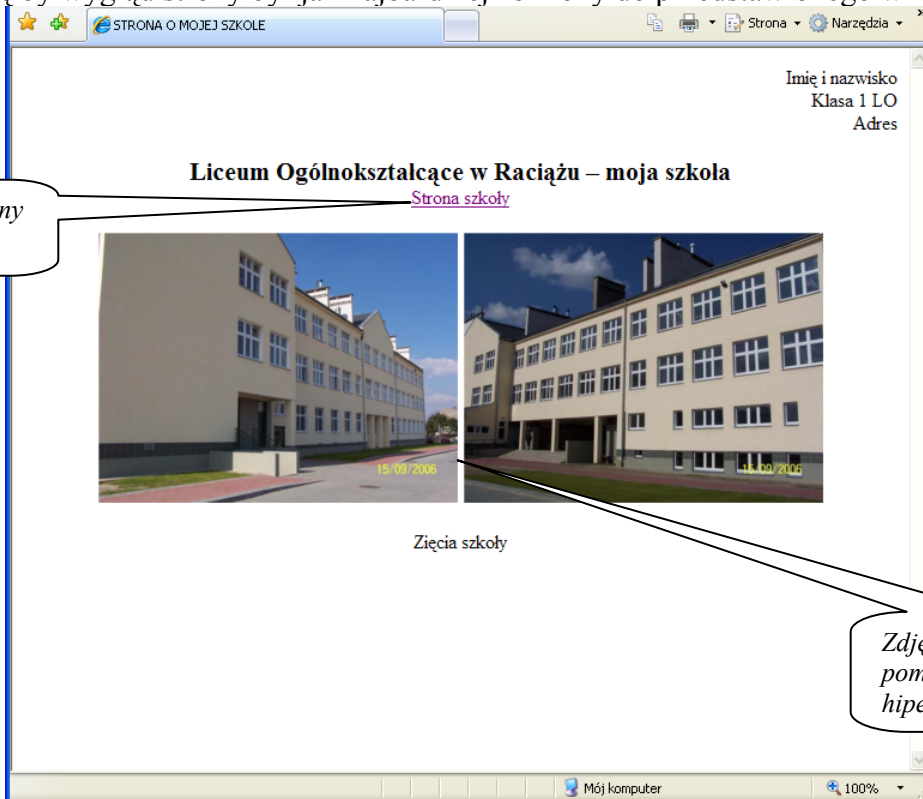 STRONA O MOJEJ SZKOLE
Strona
Narzędzia
Imię i nazwisko
Klasa 1 LO
Adres
Liceum Ogólnokształcące w Raciążu – moja szkoła
Strona szkoły
15/09/2006
15/09/2006
Zięcia szkoły
Mój komputer
100%